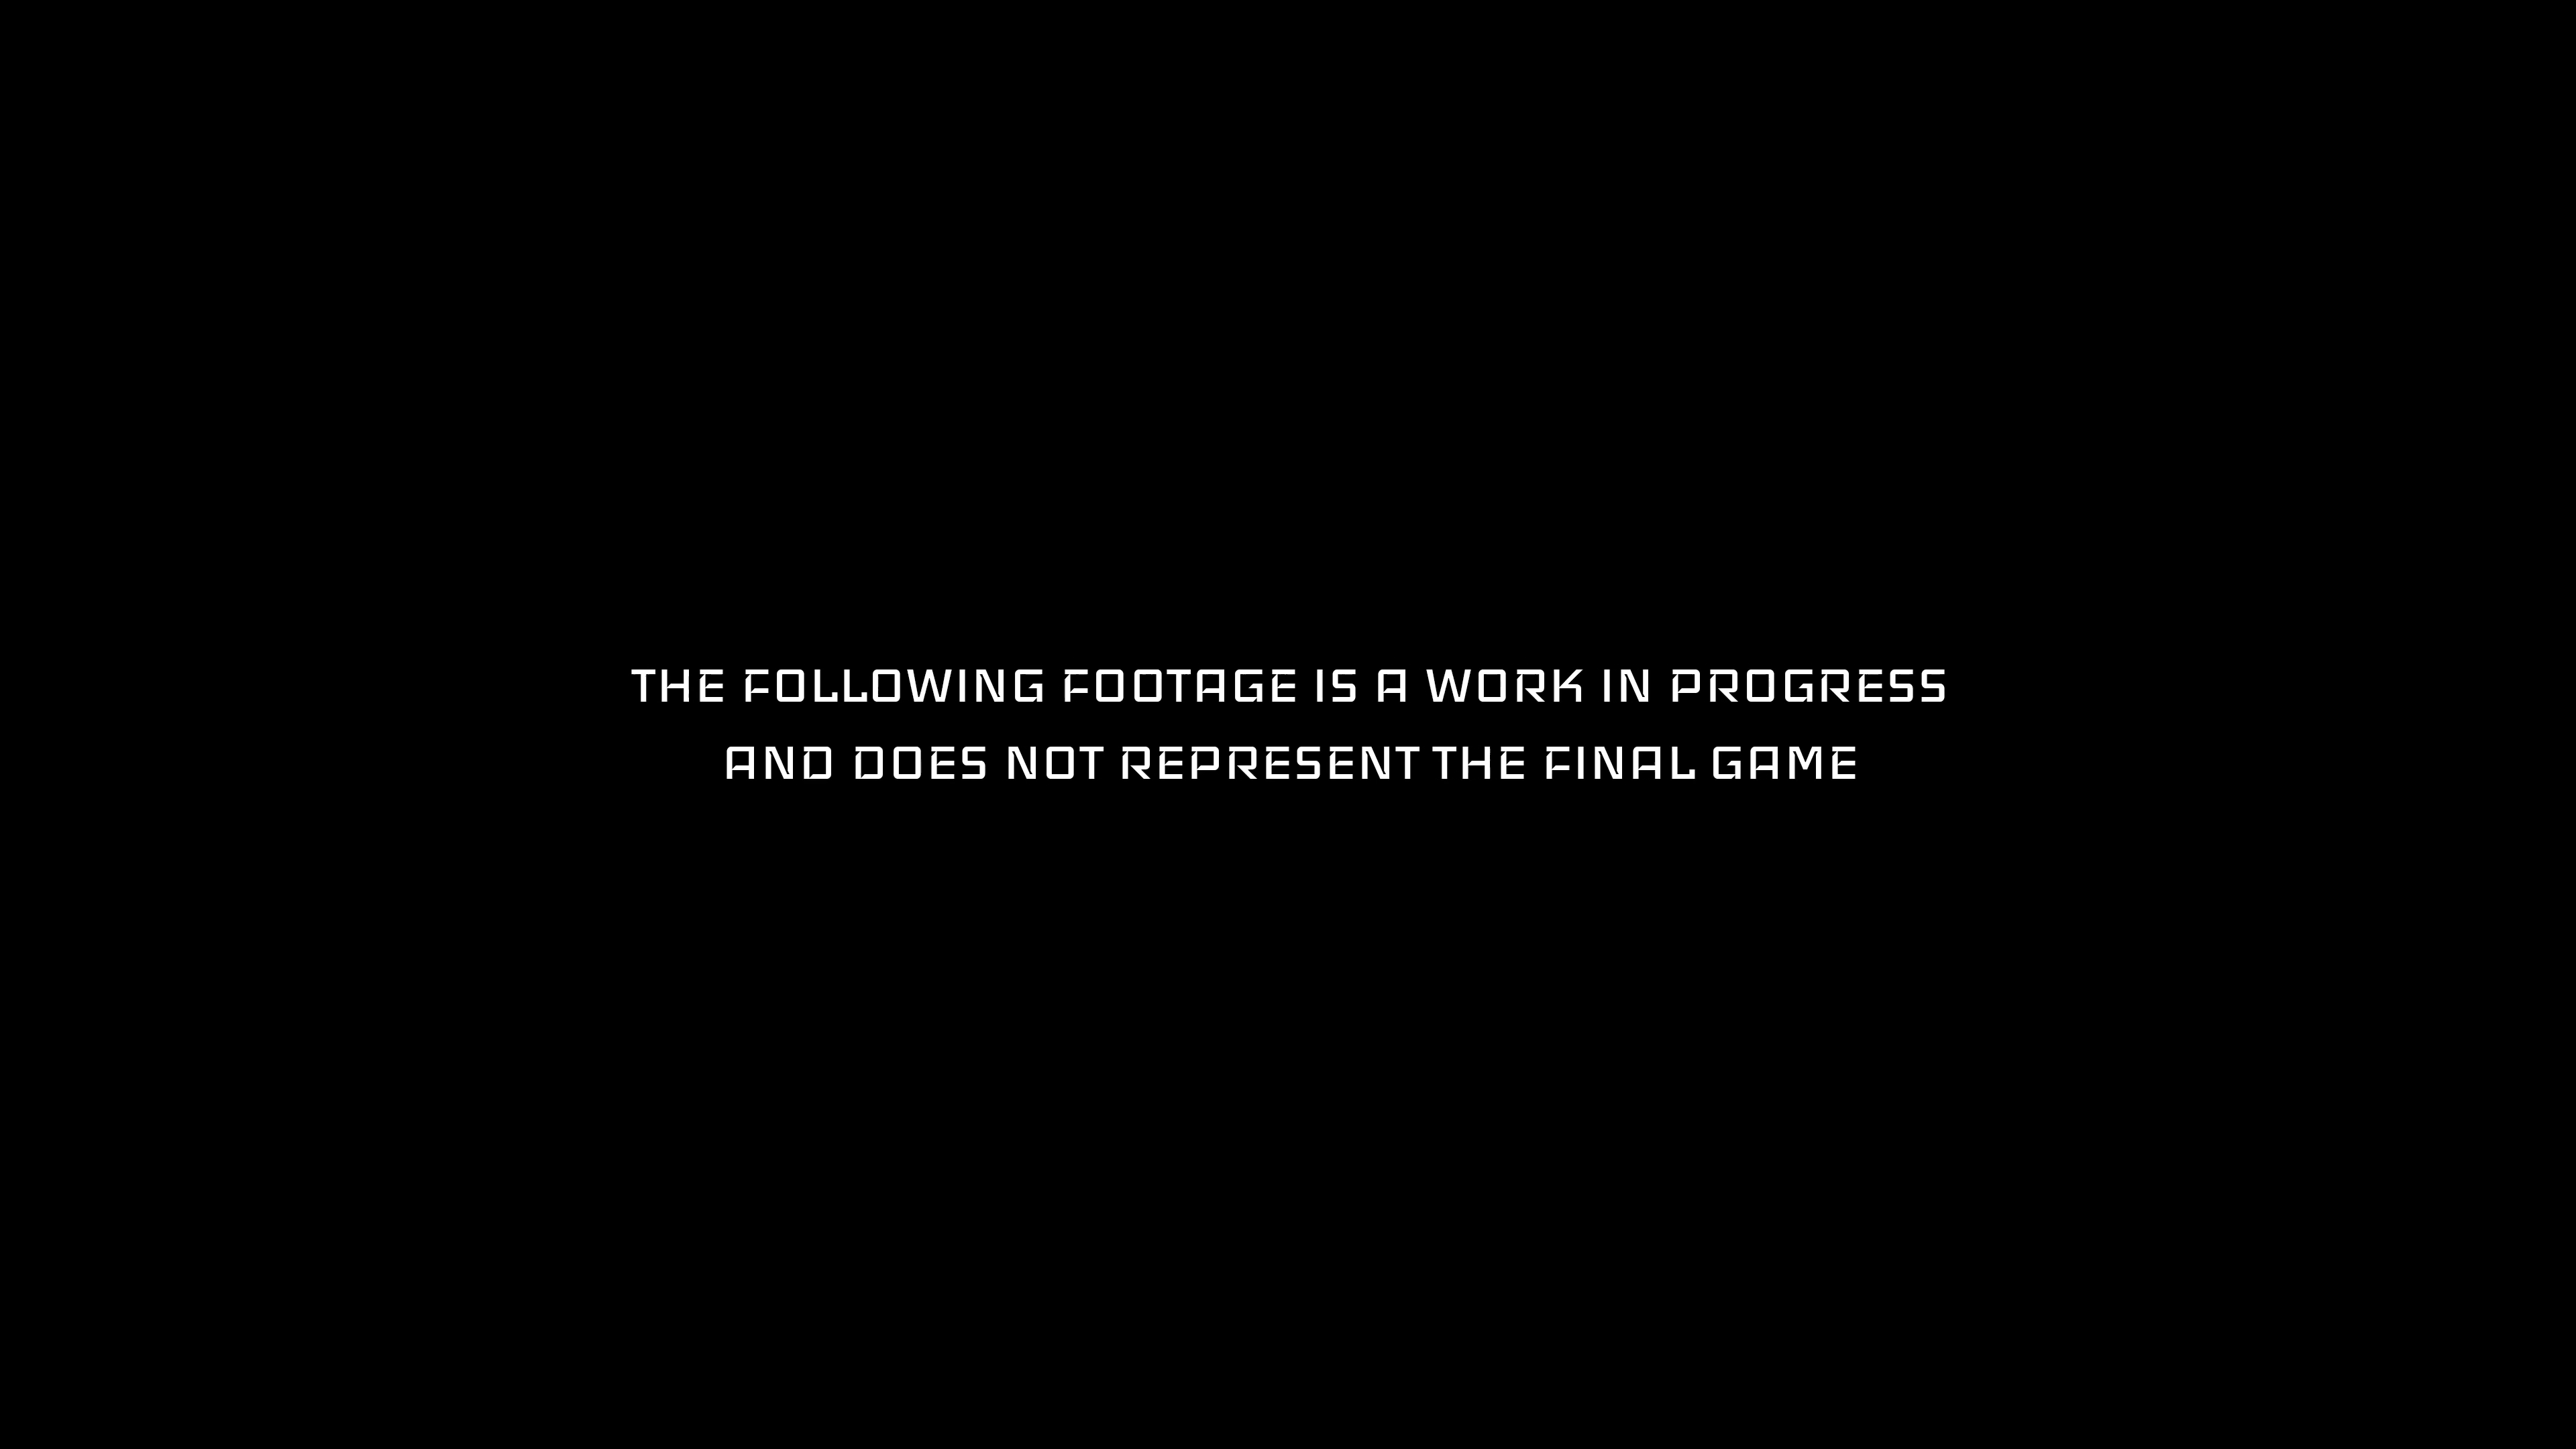 THE FOLLOWING FOOTAGE IS A WORK IN PROGRESS
AND DOES NOT REPRESENT THE FINAL GAME